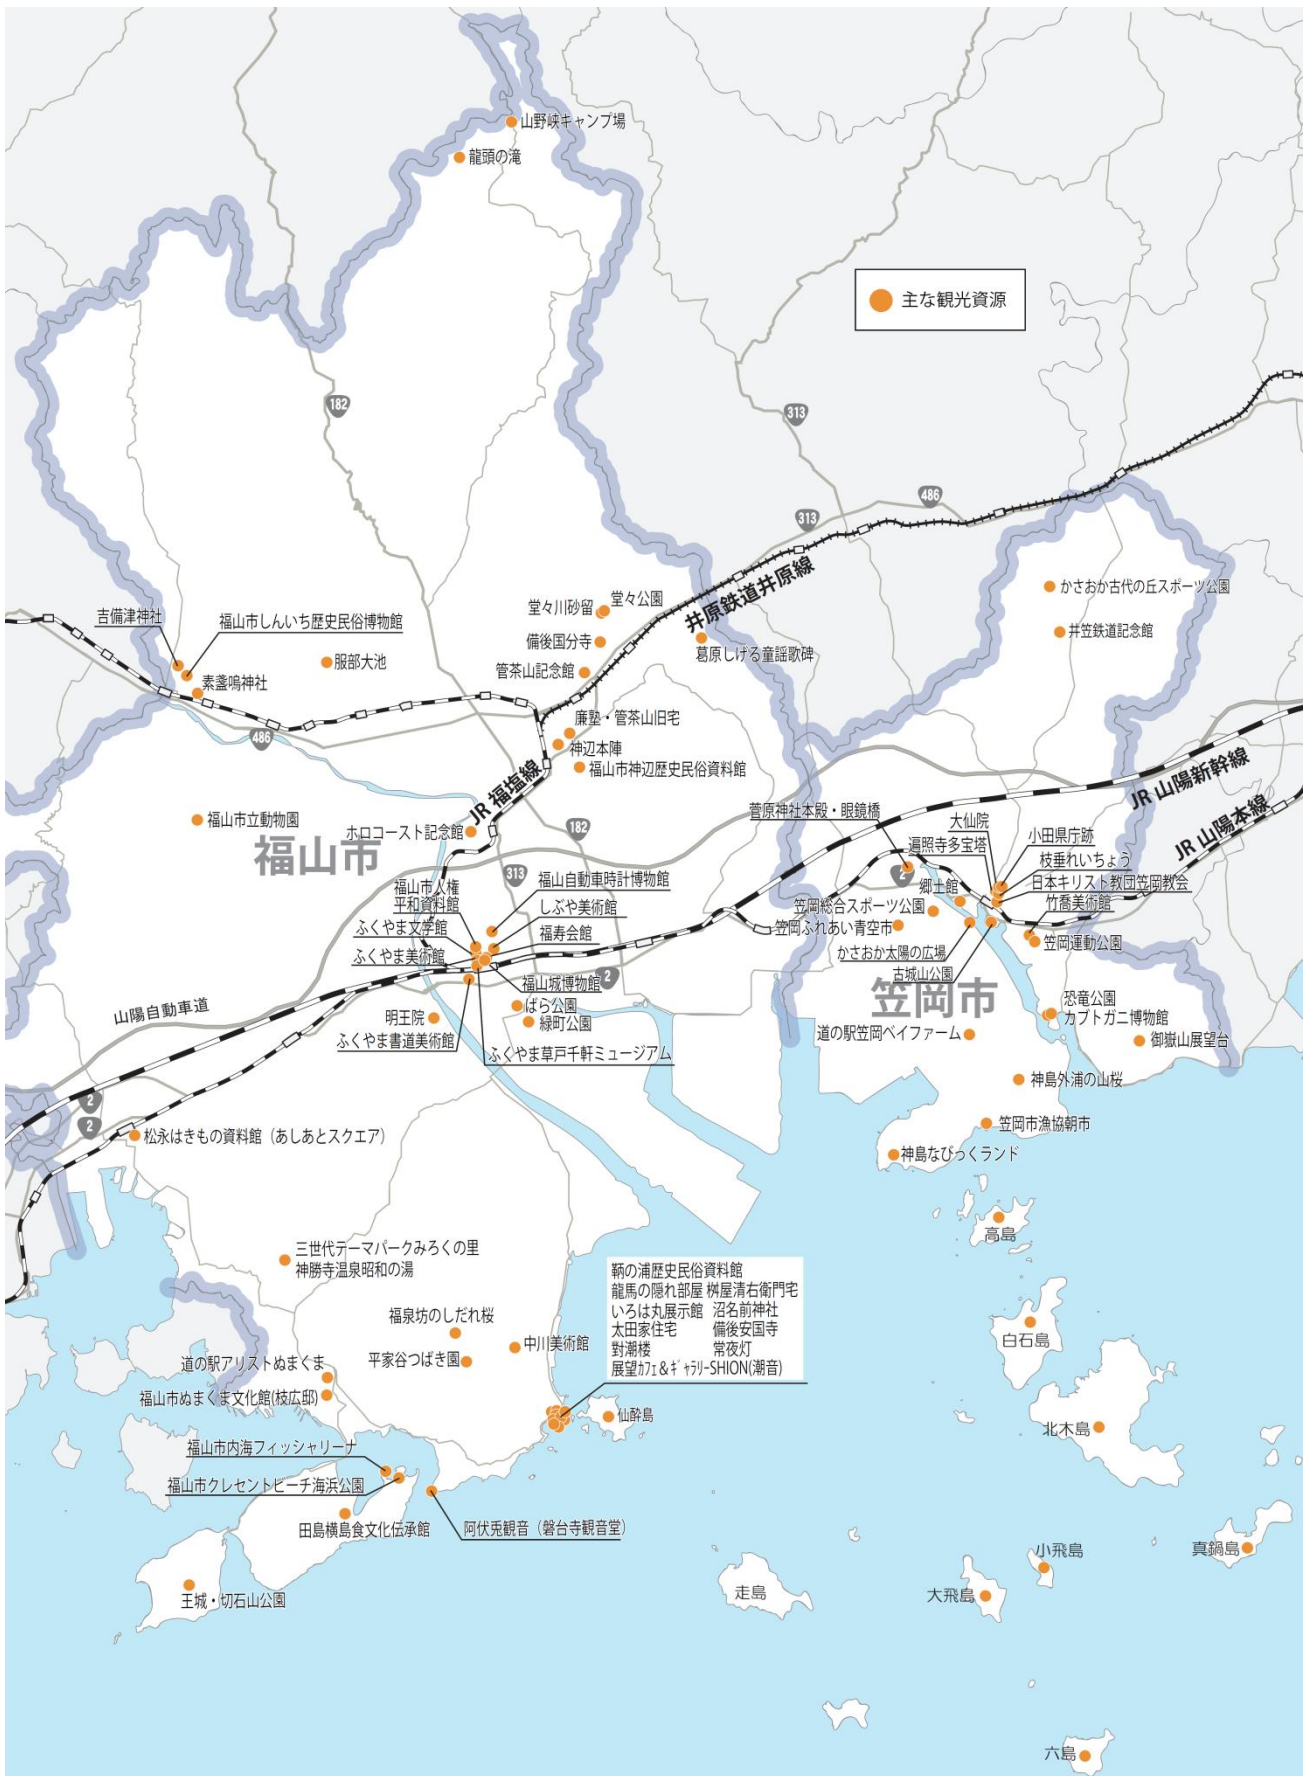 山野峡キャンプ場
龍頭の滝
主な観光資源
182
313
486
313
井原鉄道井原線
かさおか古代の丘スポーツ公園
井笠鉄道記念館
堂々公園
堂々川砂留
備後国分寺
菅茶山記念館
葛原しげる童謡歌碑
吉備津神社
福山市しんいち歴史民俗博物館
服部大池
素盞嗚神社
486
廉塾・菅茶山旧宅
神辺本陣
福山市神辺歴史民俗資料館
JR 福塩線
JR 山陽新幹線
JR 山陽本線
福山市立動物園
福山市
ホロコースト記念館
182
313
菅原神社本殿・眼鏡橋
大仙院
遍照寺多宝塔
小田県庁跡
枝垂れいちょう
日本キリスト教団笠岡教会
竹喬美術館
2
郷土館
笠岡総合スポーツ公園
笠岡ふれあい青空市
かさおか太陽の広場
古城山公園
笠岡運動公園
福山市人権
平和資料館
福山自動車時計博物館
しぶや美術館
ふくやま文学館
福寿会館
ふくやま美術館
福山城博物館
2
ばら公園
緑町公園
明王院
ふくやま書道美術館
ふくやま草戸千軒ミュージアム
山陽自動車道
笠岡市
恐竜公園
カブトガニ博物館
道の駅笠岡ベイファーム
御嶽山展望台
神島外浦の山桜
笠岡市漁協朝市
神島なびっくランド
2
2
松永はきもの資料館（あしあとスクエア）
高島
三世代テーマパークみろくの里
神勝寺温泉昭和の湯
鞆の浦歴史民俗資料館
龍馬の隠れ部屋 桝屋清右衛門宅
いろは丸展示館 沼名前神社
太田家住宅 備後安国寺
對潮楼 常夜灯
展望ｶﾌｪ＆ｷﾞｬﾗﾘｰSHION(潮音)
福泉坊のしだれ桜
中川美術館
平家谷つばき園
白石島
道の駅アリストぬまくま
福山市ぬまくま文化館(枝広邸)
仙酔島
北木島
福山市内海フィッシャリーナ
福山市クレセントビーチ海浜公園
田島横島食文化伝承館
阿伏兎観音（磐台寺観音堂）
小飛島
真鍋島
王城・切石山公園
走島
大飛島
六島